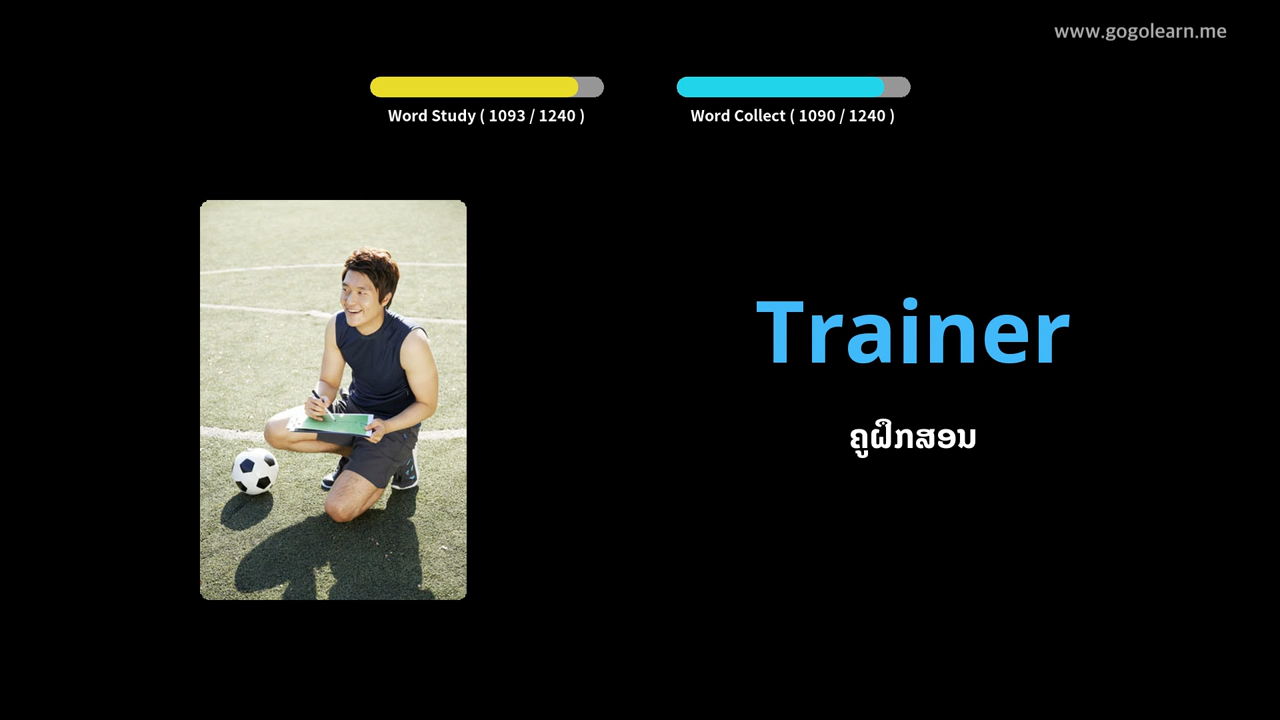 www.gogolearn.me
Word Study ( 1093 / 1240 )
Word Collect ( 1090 / 1240 )
Trainer
ຄູຝຶກສອນ